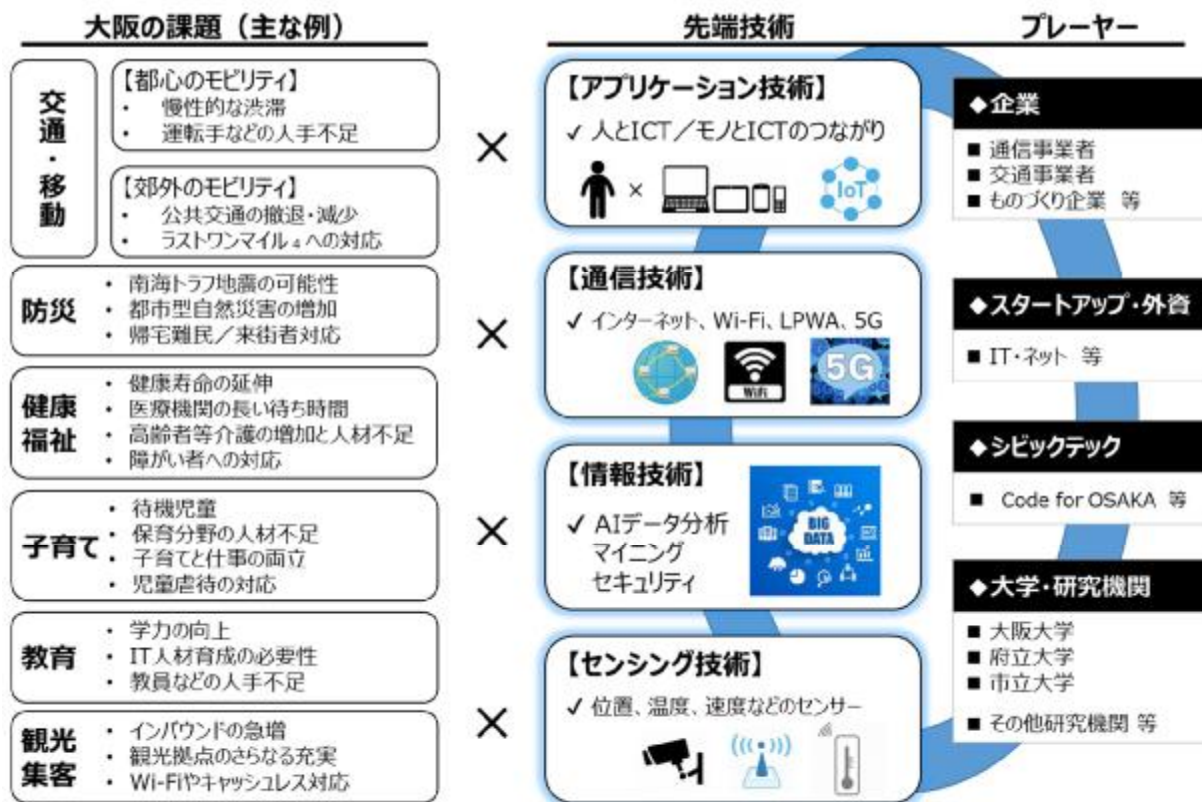 大阪の課題（主な例）
先端技術
プレーヤー
交通・移動
【都心のモビリティ】
・ 慢性的な渋滞
・ 運転手などの人手不足
【郊外のモビリティ】
・ 公共交通の撤退・減少
・ ラストワンマイル₄への対応
防災
・ 南海トラフ地震の可能性
・ 都市型自然災害の増加
・ 帰宅難民／来街者対応
健康
福祉
・ 健康寿命の延伸
・ 医療機関の長い待ち時間
・ 高齢者等介護の増加と人材不足
・ 障がい者への対応
子育て
・ 待機児童
・ 保育分野の人材不足
・ 子育てと仕事の両立
・ 児童虐待の対応
教育
・ 学力の向上
・ IT人材育成の必要性
・ 教員などの人手不足
観光
集客
・ インバウンドの急増
・ 観光拠点のさらなる充実
・ Wi-Fiやキャッシュレス対応
×
×
×
×
【アプリケーション技術】
✓ 人とICT／モノとICTのつながり
×
IoT
【通信技術】
✓ インターネット、Wi-Fi、LPWA、5G
WiFi
5G
【情報技術】
✓ AIデータ分析
マイニング
セキュリティ
BIG
DATA
【センシング技術】
✓ 位置、温度、速度などのセンサー
◆企業
■ 通信事業者
■ 交通事業者
■ ものづくり企業 等
◆スタートアップ・外資
■ IT・ネット 等
◆シビックテック
■ Code for OSAKA 等
◆大学・研究機関
■ 大阪大学
■ 府立大学
■ 市立大学
■ その他研究機関 等